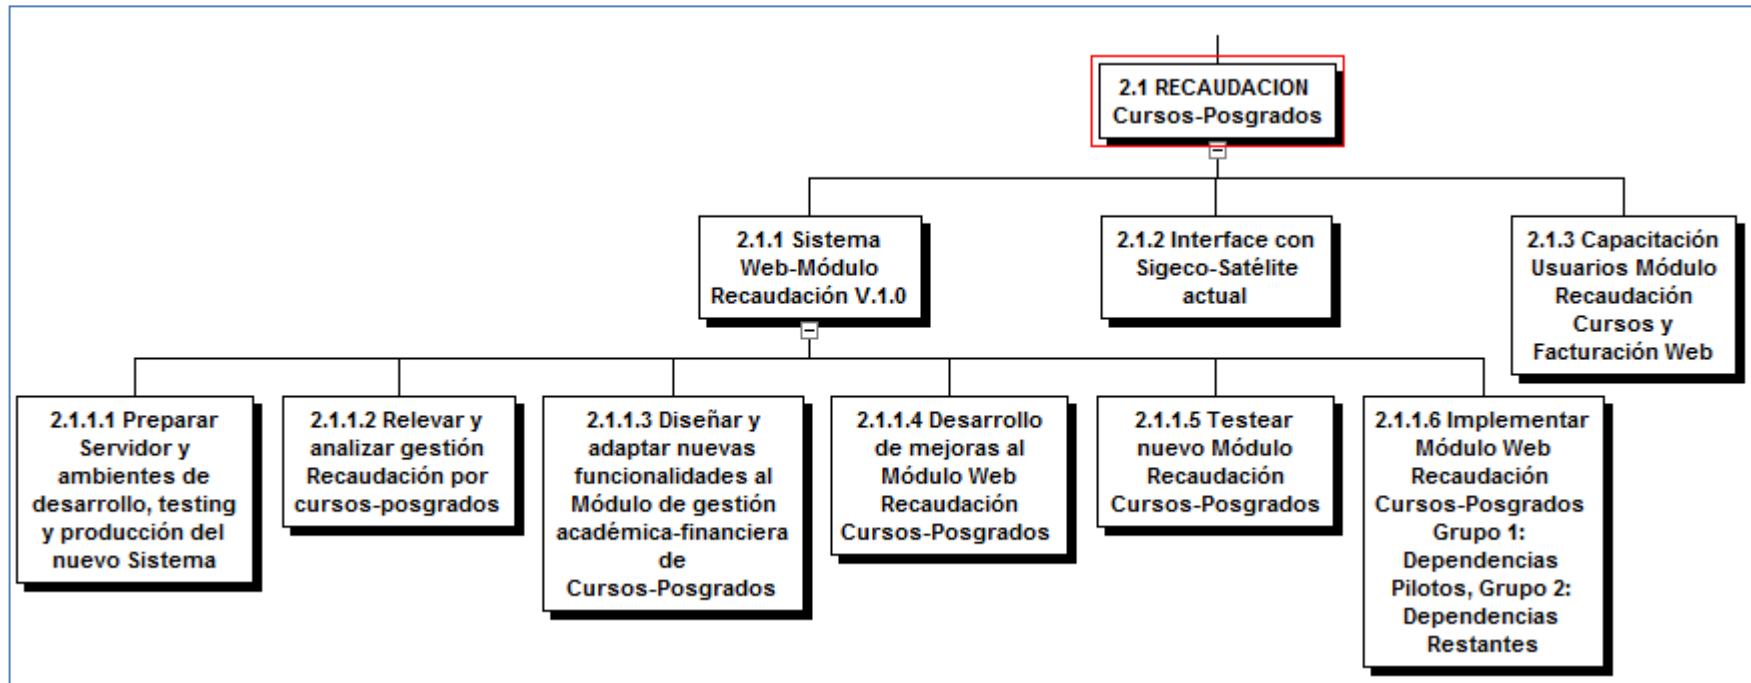 2.1 RECAUDACION
Cursos-Posgrados
2.1.1 Sistema
Web-Módulo
Recaudación V.1.0
2.1.2 Interface con
Sigeco-Satélite
actual
2.1.3 Capacitación
Usuarios Módulo
Recaudación
Cursos y
Facturación Web
2.1.1.1 Preparar
Servidor y
ambientes de
desarrollo, testing
y producción del
nuevo Sistema
2.1.1.2 Relevar y
analizar gestión
Recaudación por
cursos-posgrados
2.1.1.3 Diseñar y
adaptar nuevas
funcionalidades al
Módulo de gestión
académica-financiera
de
Cursos-Posgrados
2.1.1.4 Desarrollo
de mejoras al
Módulo Web
Recaudación
Cursos-Posgrados
2.1.1.5 Testear
nuevo Módulo
Recaudación
Cursos-Posgrados
2.1.1.6 Implementar
Módulo Web
Recaudación
Cursos-Posgrados
Grupo 1:
Dependencias
Pilotos, Grupo 2:
Dependencias
Restantes